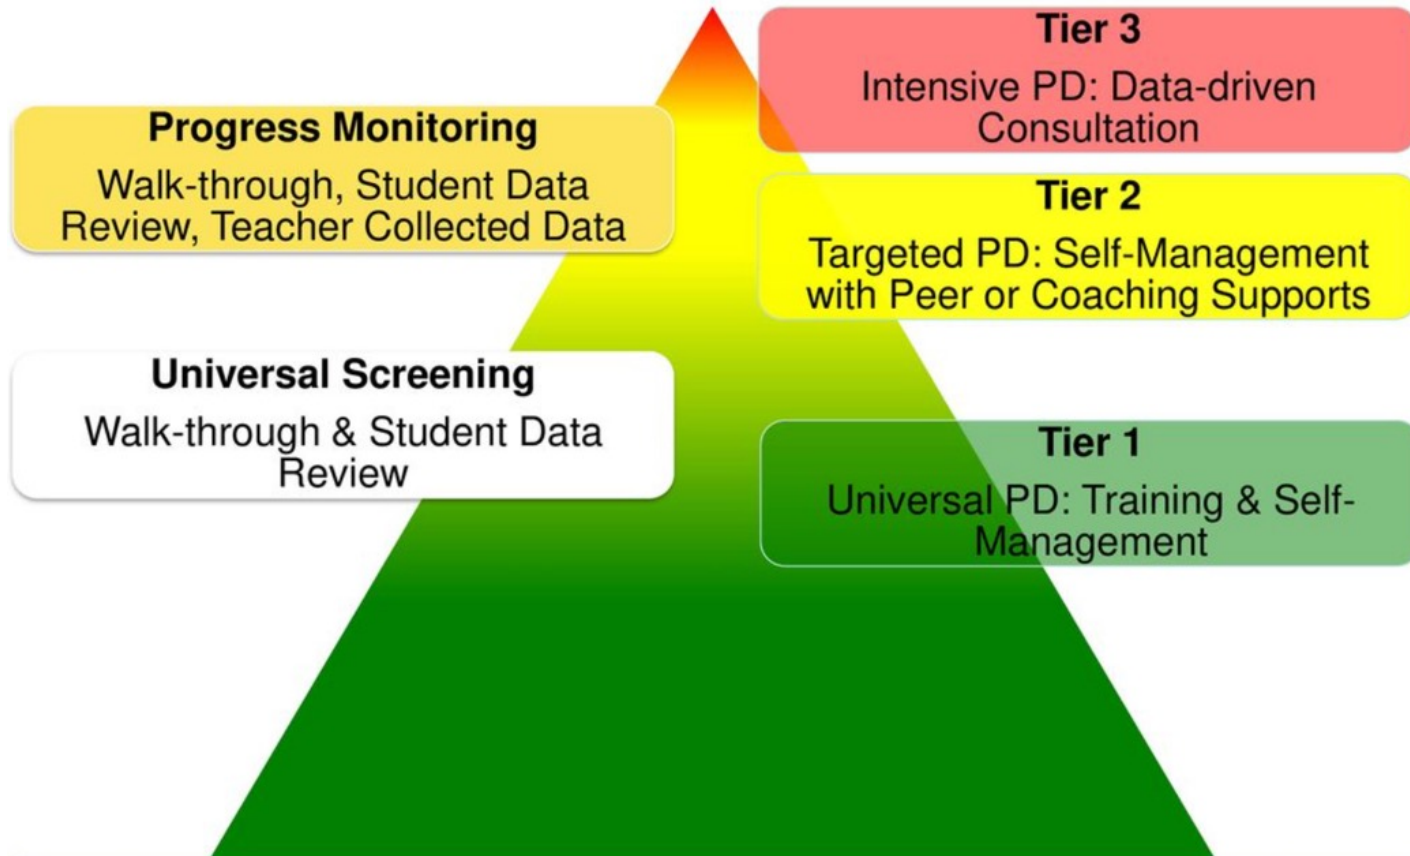 Tier 3
Intensive PD: Data-driven
Consultation
Progress Monitoring
Walk-through, Student Data
Review, Teacher Collected Data
Tier 2
Targeted PD: Self-Management
with Peer or Coaching Supports
Universal Screening
Walk-through & Student Data
Review
Tier 1
Universal PD: Training & Self-
Management